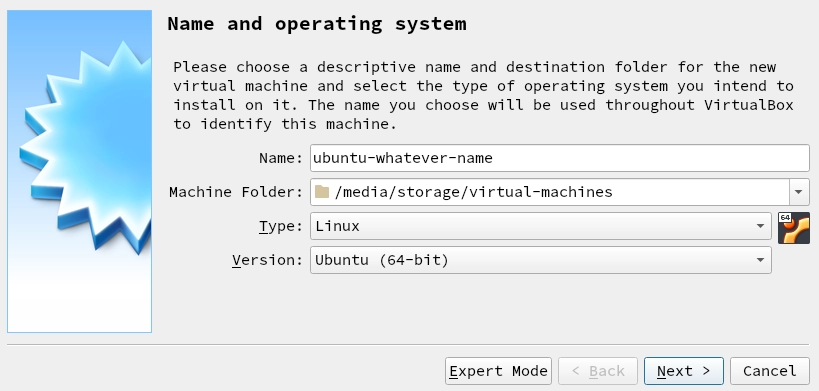 Name and operating system
Please choose a descriptive name and destination folder for the new
virtual machine and select the type of operating system you intend to
install on it. The name you choose will be used throughout VirtualBox
to identify this machine.
Name: ubuntu-whatever-name
Machine Folder: /media/storage/virtual-machines
Type: Linux
64
Version: Ubuntu (64-bit)
Expert Mode < Back Next > Cancel